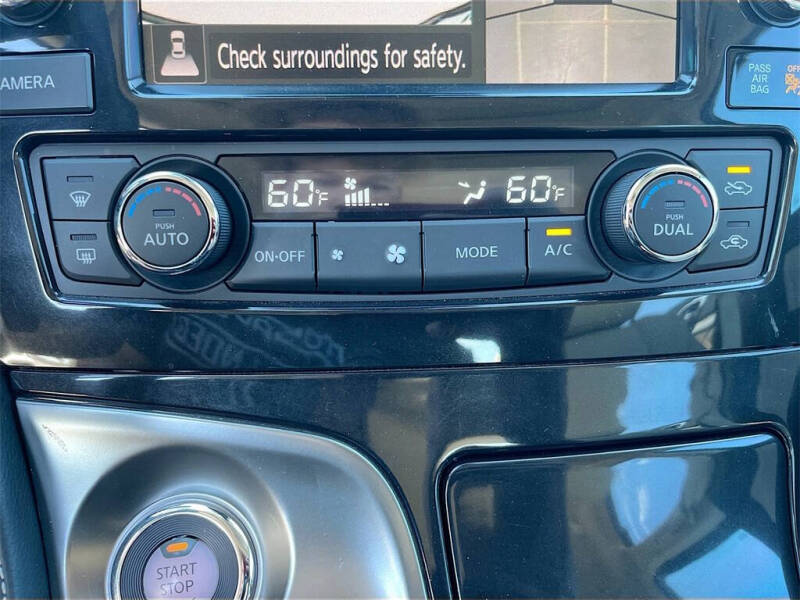 Check surroundings for safety.
CAMERA
PASS AIR BAG OFF
60°F 60°F
PUSH AUTO
ON·OFF
MODE
A/C
PUSH DUAL
START
STOP